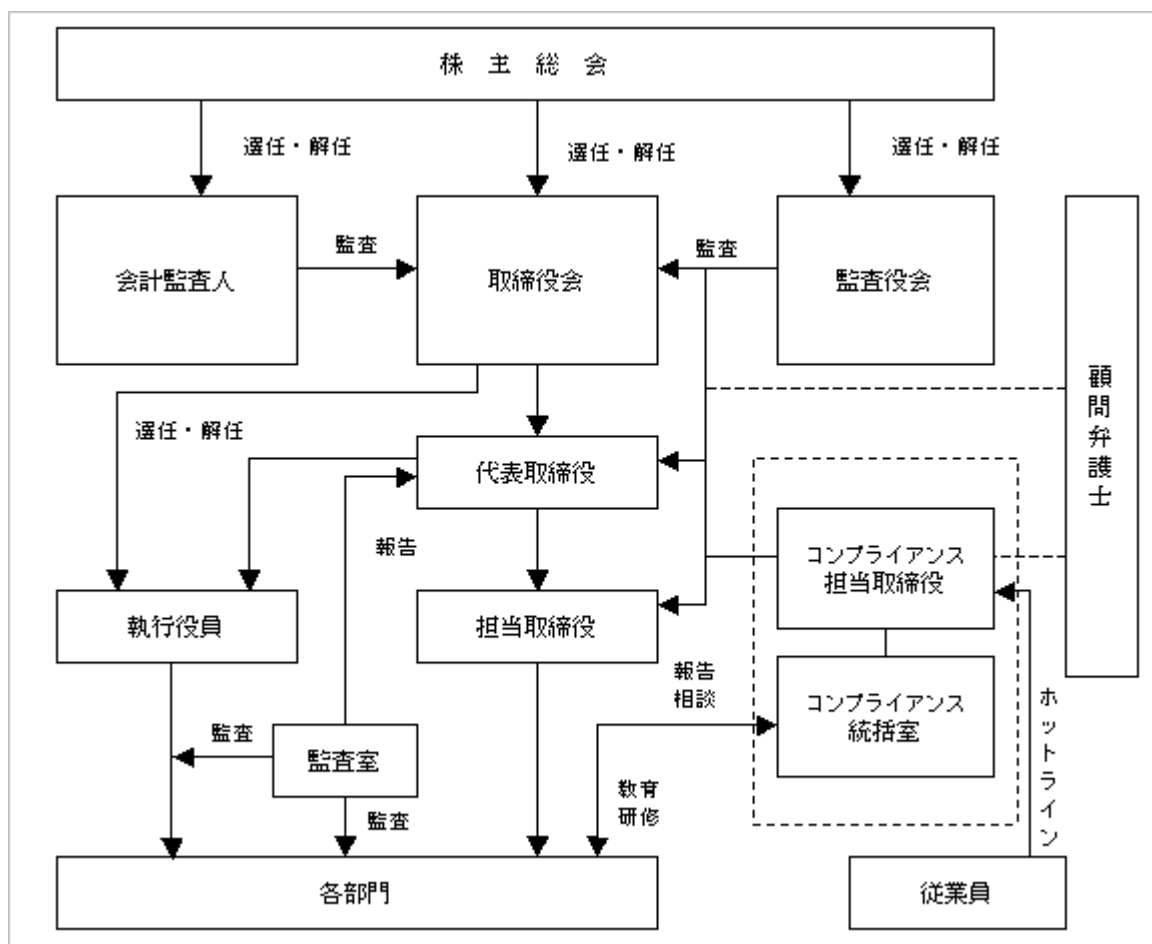 株主総会
選任・解任
選任・解任
選任・解任
会計監査人
監査
取締役会
監査
監査役会
顧問弁護士
選任・解任
代表取締役
報告
コンプライアンス
担当取締役
執行役員
担当取締役
報告
相談
コンプライアンス
統括室
ホットライン
監査
監査室
監査
教育
研修
各部門
従業員